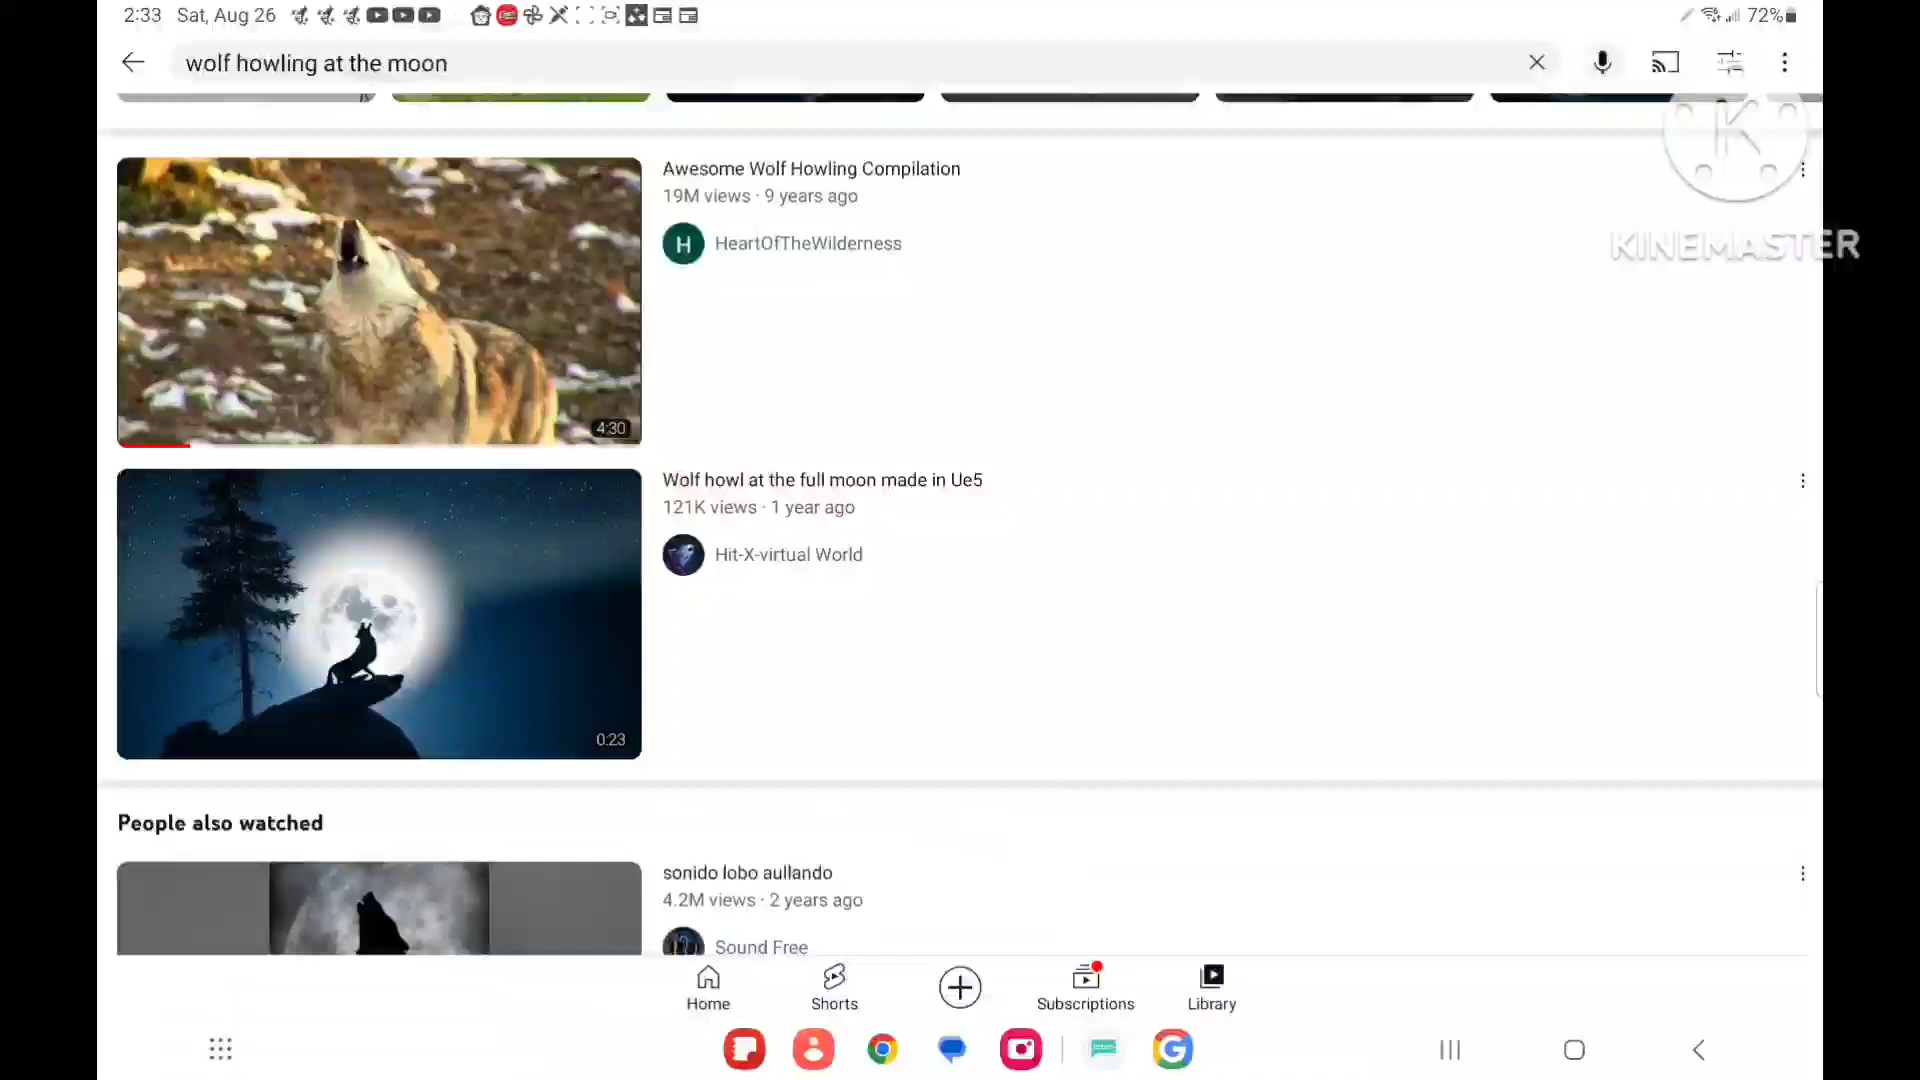 2:33 Sat, Aug 26
72%
wolf howling at the moon
KINEMASTER
Awesome Wolf Howling Compilation
19M views · 9 years ago
H HeartOfTheWilderness
4:30
Wolf howl at the full moon made in Ue5
121K views · 1 year ago
Hit-X-virtual World
0:23
People also watched
sonido lobo aullando
4.2M views · 2 years ago
Sound Free
Home Shorts Subscriptions Library